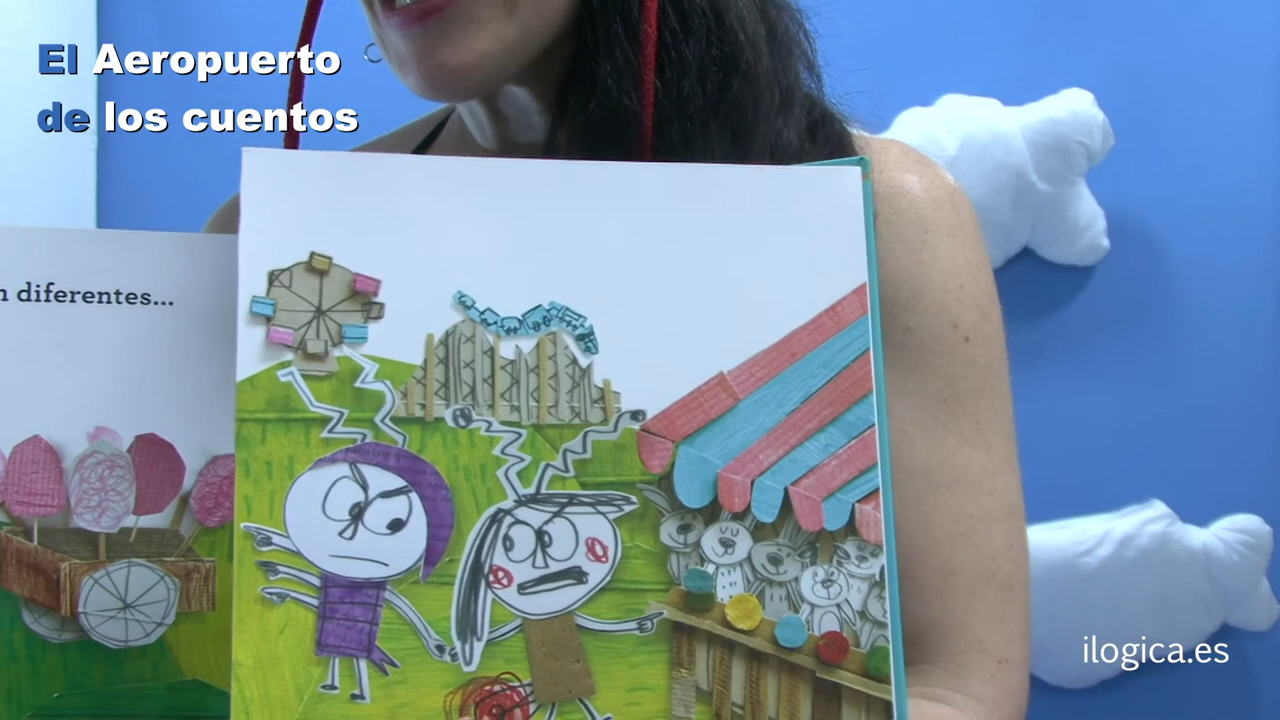 El Aeropuerto
de los cuentos
n diferentes...
ilogica.es